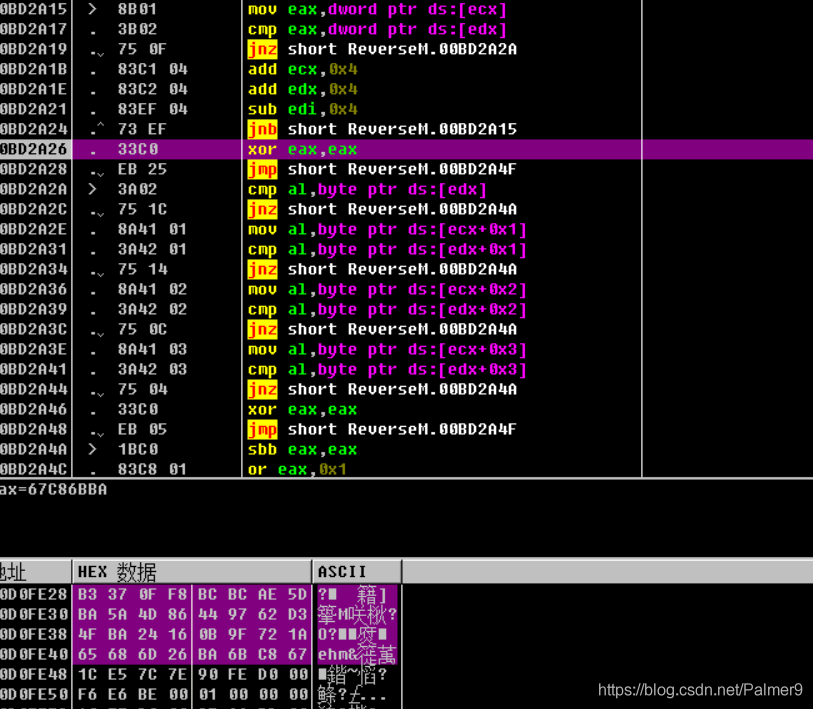 0BD2A15 > 8B01 mov eax,dword ptr ds:[ecx]
0BD2A17 . 3B02 cmp eax,dword ptr ds:[edx]
0BD2A19 .ˇ 75 0F jnz short ReverseM.00BD2A2A
0BD2A1B . 83C1 04 add ecx,0x4
0BD2A1E . 83C2 04 add edx,0x4
0BD2A21 . 83EF 04 sub edi,0x4
0BD2A24 .^ 73 EF jnb short ReverseM.00BD2A15
0BD2A26 . 33C0 xor eax,eax
0BD2A28 .ˇ EB 25 jmp short ReverseM.00BD2A4F
0BD2A2A > 3A02 cmp al,byte ptr ds:[edx]
0BD2A2C .ˇ 75 1C jnz short ReverseM.00BD2A4A
0BD2A2E . 8A41 01 mov al,byte ptr ds:[ecx+0x1]
0BD2A31 . 3A42 01 cmp al,byte ptr ds:[edx+0x1]
0BD2A34 .ˇ 75 14 jnz short ReverseM.00BD2A4A
0BD2A36 . 8A41 02 mov al,byte ptr ds:[ecx+0x2]
0BD2A39 . 3A42 02 cmp al,byte ptr ds:[edx+0x2]
0BD2A3C .ˇ 75 0C jnz short ReverseM.00BD2A4A
0BD2A3E . 8A41 03 mov al,byte ptr ds:[ecx+0x3]
0BD2A41 . 3A42 03 cmp al,byte ptr ds:[edx+0x3]
0BD2A44 .ˇ 75 04 jnz short ReverseM.00BD2A4A
0BD2A46 . 33C0 xor eax,eax
0BD2A48 .ˇ EB 05 jmp short ReverseM.00BD2A4F
0BD2A4A > 1BC0 sbb eax,eax
0BD2A4C . 83C8 01 or eax,0x1
ax=67C86BBA
地址 HEX 数据 ASCII
0D0FE28 B3 37 0F F8 BC BC AE 5D
0D0FE30 BA 5A 4D 86 44 97 62 D3
0D0FE38 4F BA 24 16 0B 9F 72 1A
0D0FE40 65 68 6D 26 BA 6B C8 67 ehm&
0D0FE48 1C E5 7C 7E 90 FE D0 00
0D0FE50 F6 E6 BE 00 01 00 00 00
https://blog.csdn.net/Palmer9